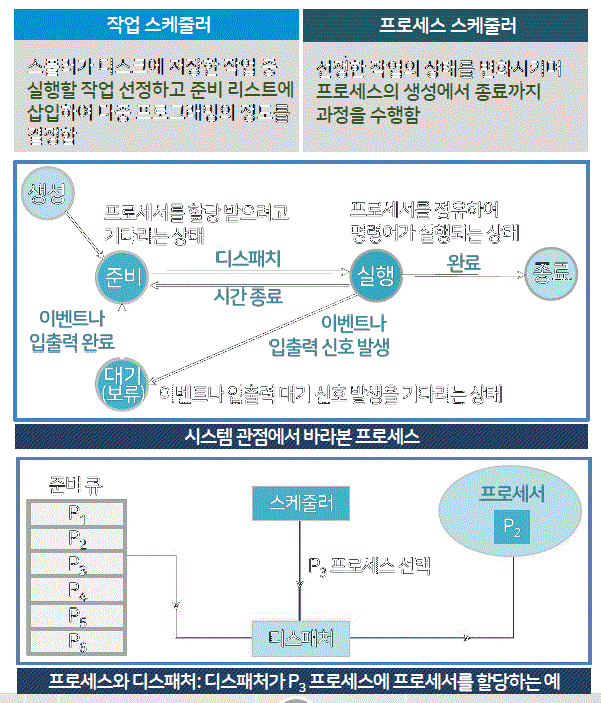 작업 스케줄러
프로세스 스케줄러
스풀러가 디스크에 저장한 작업 중
실행할 작업 선정하고 준비 리스트에
삽입하여 다중 프로그래밍의 정도를
결정함
선정한 작업의 상태를 변화시키며
프로세스의 생성에서 종료까지
과정을 수행함
생성
프로세서를 할당 받으려고
기다리는 상태
프로세서를 점유하여
명령어가 실행되는 상태
준비
디스패치
시간 종료
실행
완료
종료
이벤트나
입출력 완료
이벤트나
입출력 신호 발생
대기
(보류)
이벤트나 입출력 대기 신호 발생을 기다리는 상태
시스템 관점에서 바라본 프로세스
준비 큐
P1
P2
P3
P4
P5
P6
스케줄러
P3 프로세스 선택
디스패처
프로세서
P2
프로세스와 디스패처: 디스패처가 P3 프로세스에 프로세서를 할당하는 예